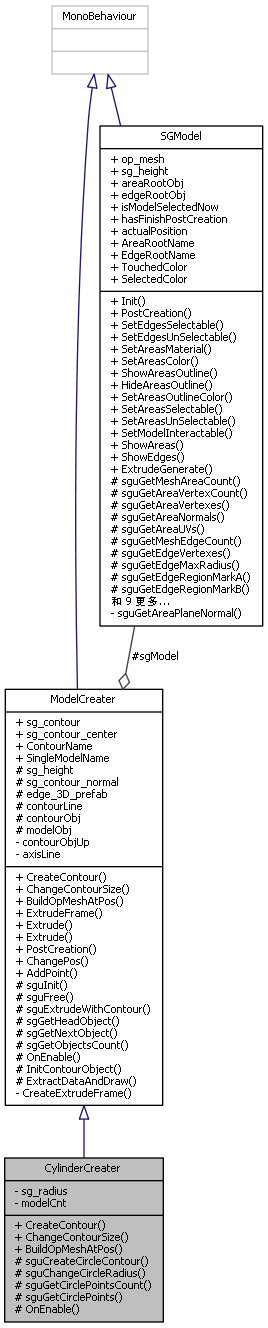 MonoBehaviour
SGModel
+ op_mesh
+ sg_height
+ areaRootObj
+ edgeRootObj
+ isModelSelectedNow
+ hasFinishPostCreation
+ actualPosition
+ AreaRootName
+ EdgeRootName
+ TouchedColor
+ SelectedColor
+ Init()
+ PostCreation()
+ SetEdgesSelectable()
+ SetEdgesUnSelectable()
+ SetAreasMaterial()
+ SetAreasColor()
+ ShowAreasOutline()
+ HideAreasOutline()
+ SetAreasOutlineColor()
+ SetAreasSelectable()
+ SetAreasUnSelectable()
+ SetModelInteractable()
+ ShowAreas()
+ ShowEdges()
+ ExtrudeGenerate()
# sguGetMeshAreaCount()
# sguGetAreaVertexCount()
# sguGetAreaVertexes()
# sguGetAreaNormals()
# sguGetAreaUVs()
# sguGetMeshEdgeCount()
# sguGetEdgeVertexes()
# sguGetEdgeMaxRadius()
# sguGetEdgeRegionMarkA()
# sguGetEdgeRegionMarkB()
和 9 更多...
- sguGetAreaPlaneNormal()
#sgModel
ModelCreater
+ sg_contour
+ sg_contour_center
+ ContourName
+ SingleModelName
# sg_height
# sg_contour_normal
# edge_3D_prefab
# contourLine
# contourObj
# modelObj
- contourObjUp
- axisLine
+ CreateContour()
+ ChangeContourSize()
+ BuildOpMeshAtPos()
+ ExtrudeFrame()
+ Extrude()
+ Extrude()
+ PostCreation()
+ ChangePos()
+ AddPoint()
# sguInit()
# sguFree()
# sguExtrudeWithContour()
# sgGetHeadObject()
# sgGetNextObject()
# sgGetObjectsCount()
# OnEnable()
# InitContourObject()
# ExtractDataAndDraw()
- CreateExtrudeFrame()
CylinderCreater
- sg_radius
- modelCnt
+ CreateContour()
+ ChangeContourSize()
+ BuildOpMeshAtPos()
# sguCreateCircleContour()
# sguChangeCircleRadius()
# sguGetCirclePointsCount()
# sguGetCirclePoints()
# OnEnable()